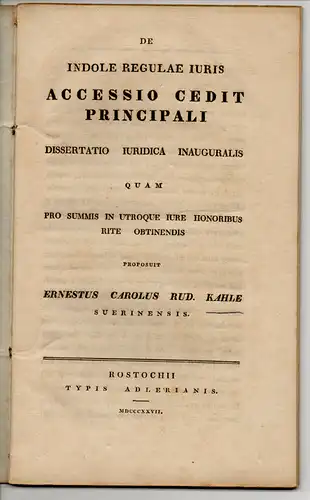 DE
INDOLE REGULAE IURIS
ACCESSIO CEDIT
PRINCIPALI
DISSERTATIO IURIDICA INAUGURALIS
QUAM
PRO SUMMIS IN UTROQUE IURE HONORIBUS
RITE OBTINENDIS
PROPOSUIT
ERNESTUS CAROLUS RUD. KAHLE
SUERINENSIS.
ROSTOCHII
TYPIS ADLERIANIS.
MDCCCXXVII.